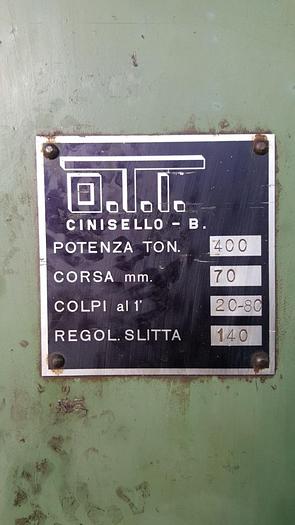 O.T.I.
CINISELLO - B.
POTENZA TON. 400
CORSA mm. 70
COLPI al 1' 20-80
REGOL. SLITTA 140